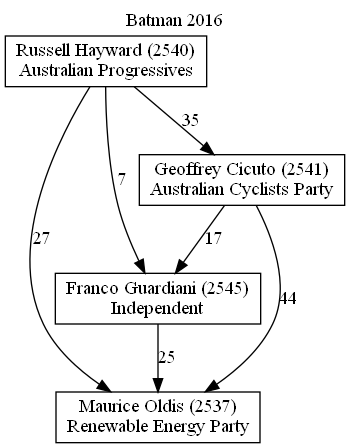 Batman 2016
Russell Hayward (2540)
Australian Progressives
35
Geoffrey Cicuto (2541)
Australian Cyclists Party
27
7
17
44
Franco Guardiani (2545)
Independent
25
Maurice Oldis (2537)
Renewable Energy Party